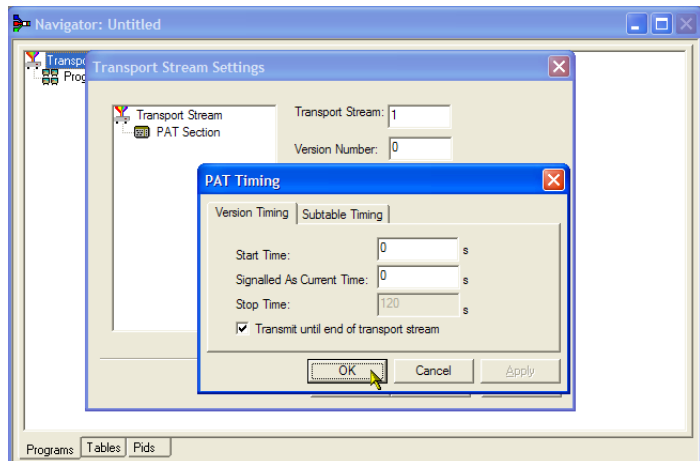 Navigator: Untitled
Transpo
Prog
Transport Stream Settings
Transport Stream
PAT Section
Transport Stream: 1
Version Number: 0
PAT Timing
Version Timing
Subtable Timing
Start Time: 0 s
Signalled As Current Time: 0 s
Stop Time: 120 s
Transmit until end of transport stream
OK
Cancel
Apply
Programs
Tables
Pids